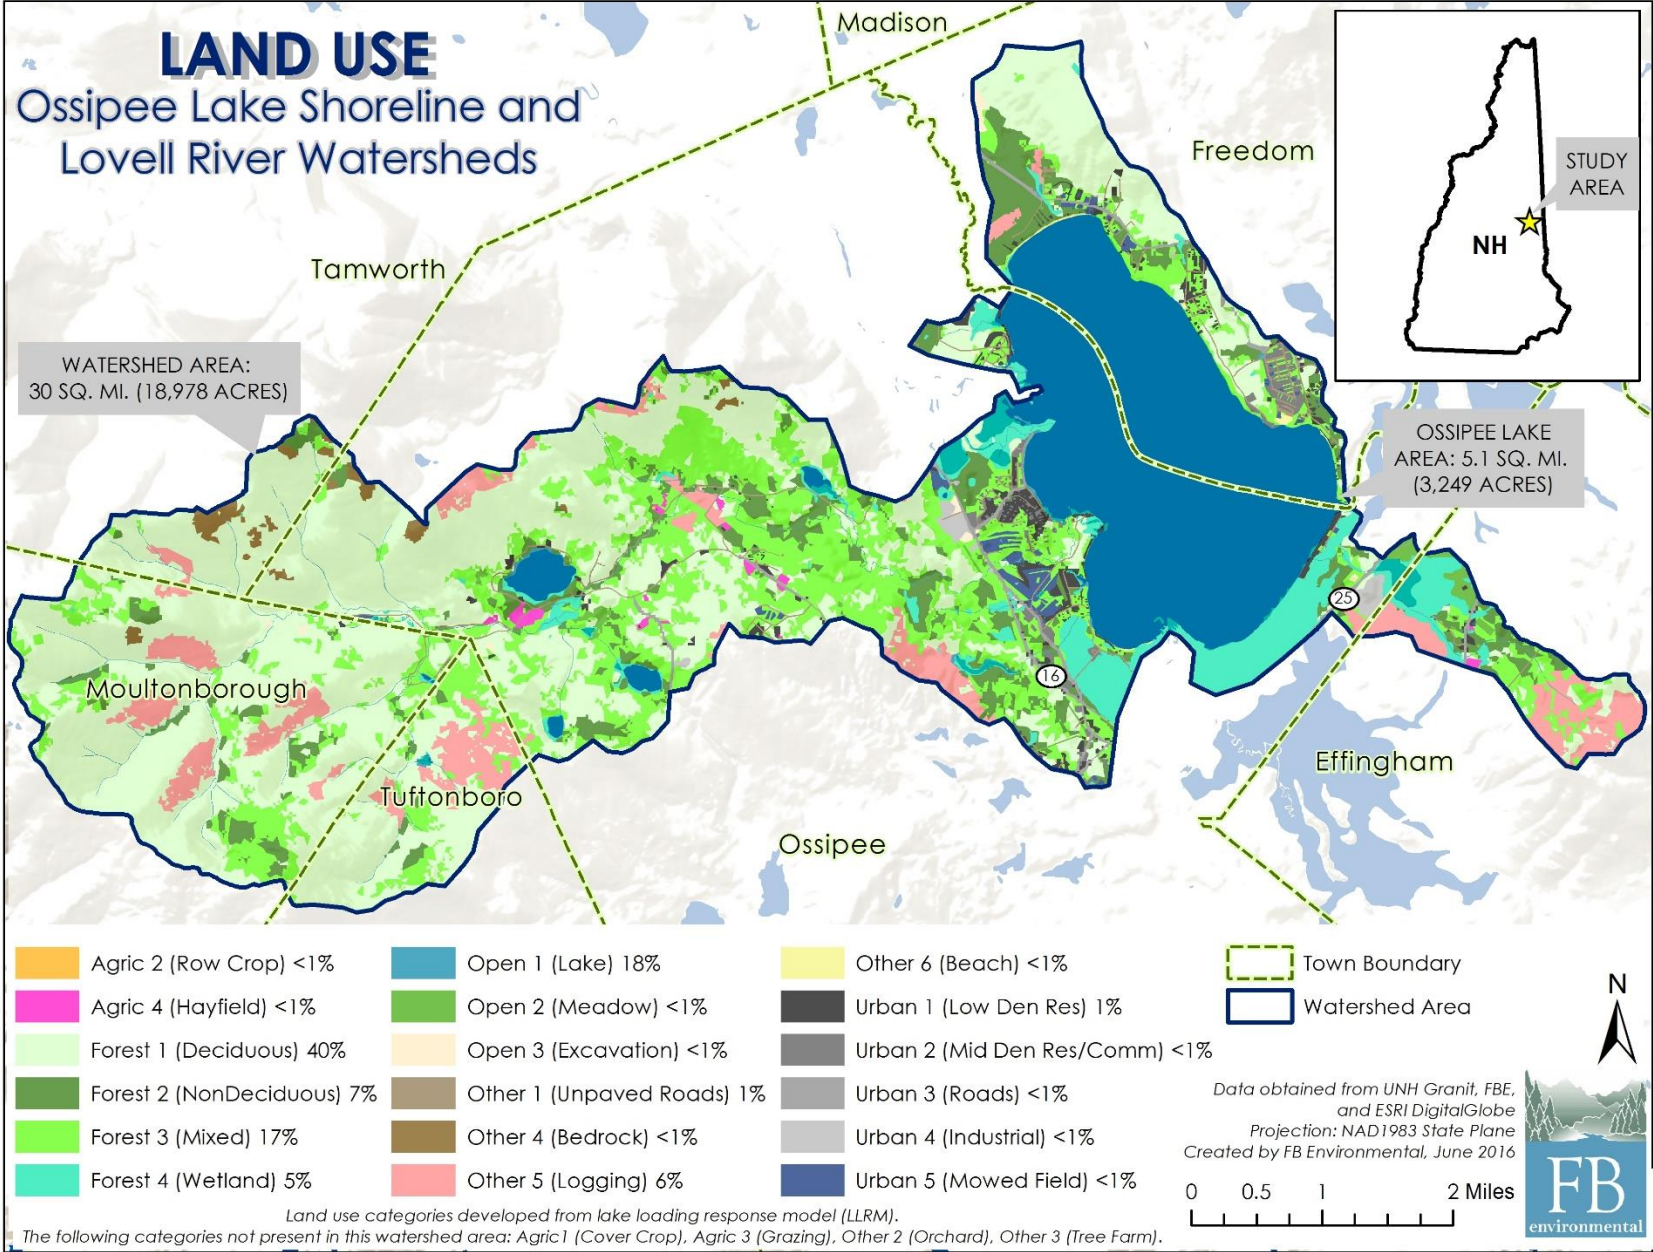 LAND USE
Ossipee Lake Shoreline and
Lovell River Watersheds
Madison
Freedom
Tamworth
STUDY
AREA
NH
WATERSHED AREA:
30 SQ. MI. (18,978 ACRES)
OSSIPEE LAKE
AREA: 5.1 SQ. MI.
(3,249 ACRES)
25
16
Moultonborough
Tuftonboro
Effingham
Ossipee
Agric 2 (Row Crop) <1%
Agric 4 (Hayfield) <1%
Forest 1 (Deciduous) 40%
Forest 2 (NonDeciduous) 7%
Forest 3 (Mixed) 17%
Forest 4 (Wetland) 5%
Open 1 (Lake) 18%
Open 2 (Meadow) <1%
Open 3 (Excavation) <1%
Other 1 (Unpaved Roads) 1%
Other 4 (Bedrock) <1%
Other 5 (Logging) 6%
Other 6 (Beach) <1%
Urban 1 (Low Den Res) 1%
Urban 2 (Mid Den Res/Comm) <1%
Urban 3 (Roads) <1%
Urban 4 (Industrial) <1%
Urban 5 (Mowed Field) <1%
Town Boundary
Watershed Area
N
Data obtained from UNH Granit, FBE,
and ESRI DigitalGlobe
Projection: NAD1983 State Plane
Created by FB Environmental, June 2016
0 0.5 1 2 Miles
FB
environmental
Land use categories developed from lake loading response model (LLRM).
The following categories not present in this watershed area: Agric1 (Cover Crop), Agric 3 (Grazing), Other 2 (Orchard), Other 3 (Tree Farm).